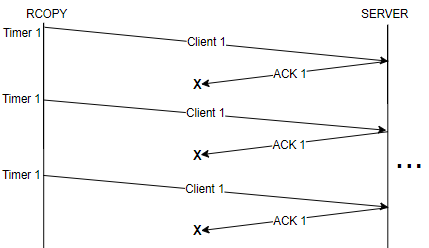 RCOPY SERVER
Timer 1
Client 1
ACK 1
X
Timer 1
Client 1
ACK 1
X
...
Timer 1
Client 1
ACK 1
X